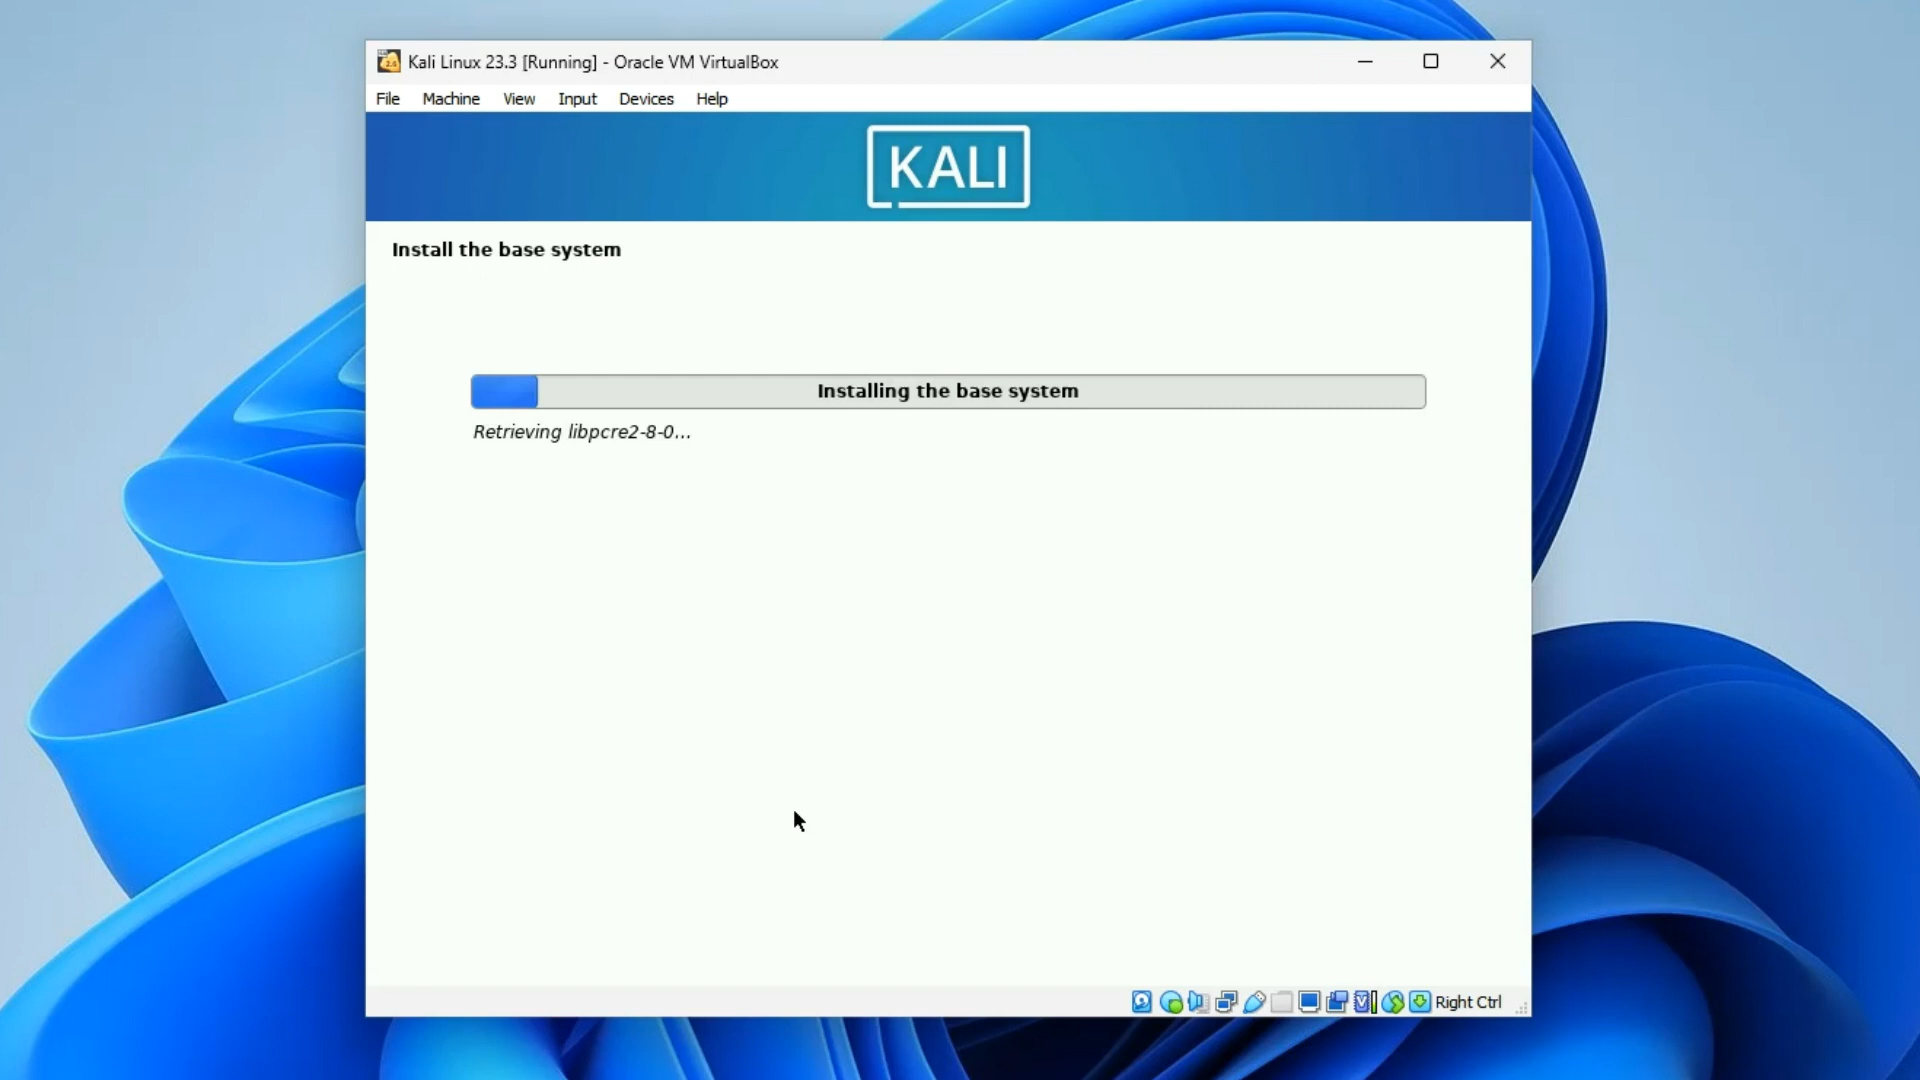 Kali Linux 23.3 [Running] - Oracle VM VirtualBox
File Machine View Input Devices Help
KALI
Install the base system
Installing the base system
Retrieving libpcre2-8-0...
Right Ctrl